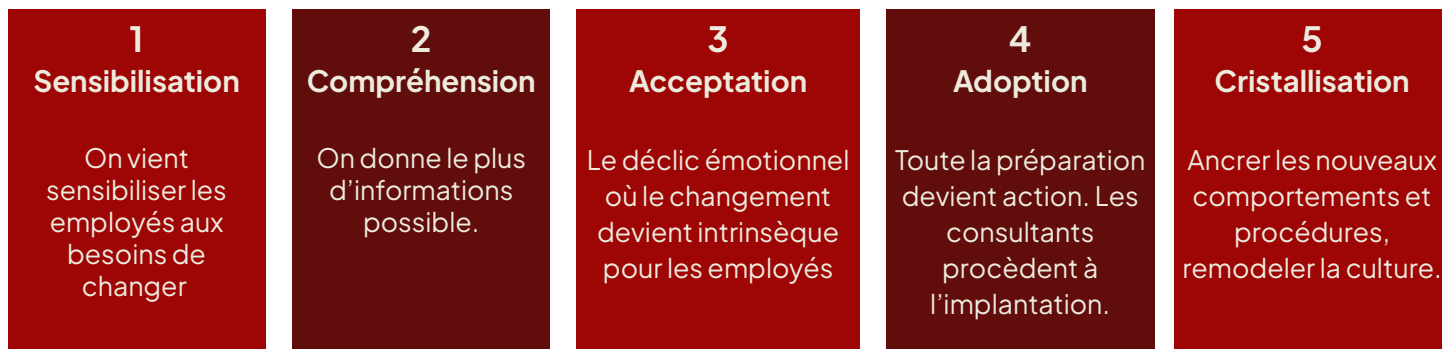 1
Sensibilisation
On vient
sensibiliser les
employés aux
besoins de
changer
2
Compréhension
On donne le plus
d’informations
possible.
3
Acceptation
Le déclic émotionnel
où le changement
devient intrinsèque
pour les employés
4
Adoption
Toute la préparation
devient action. Les
consultants
procèdent à
l’implantation.
5
Cristallisation
Ancrer les nouveaux
comportements et
procédures,
remodeler la culture.